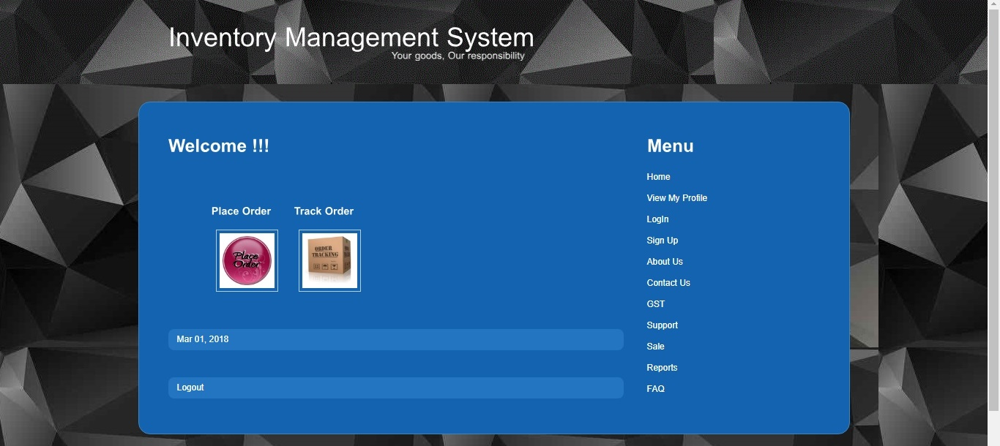 Inventory Management System
Your goods, Our responsibility
Welcome !!!
Place Order
Track Order
Place
Order
ORDER
TRACKING
Mar 01, 2018
Logout
Menu
Home
View My Profile
LogIn
Sign Up
About Us
Contact Us
GST
Support
Sale
Reports
FAQ